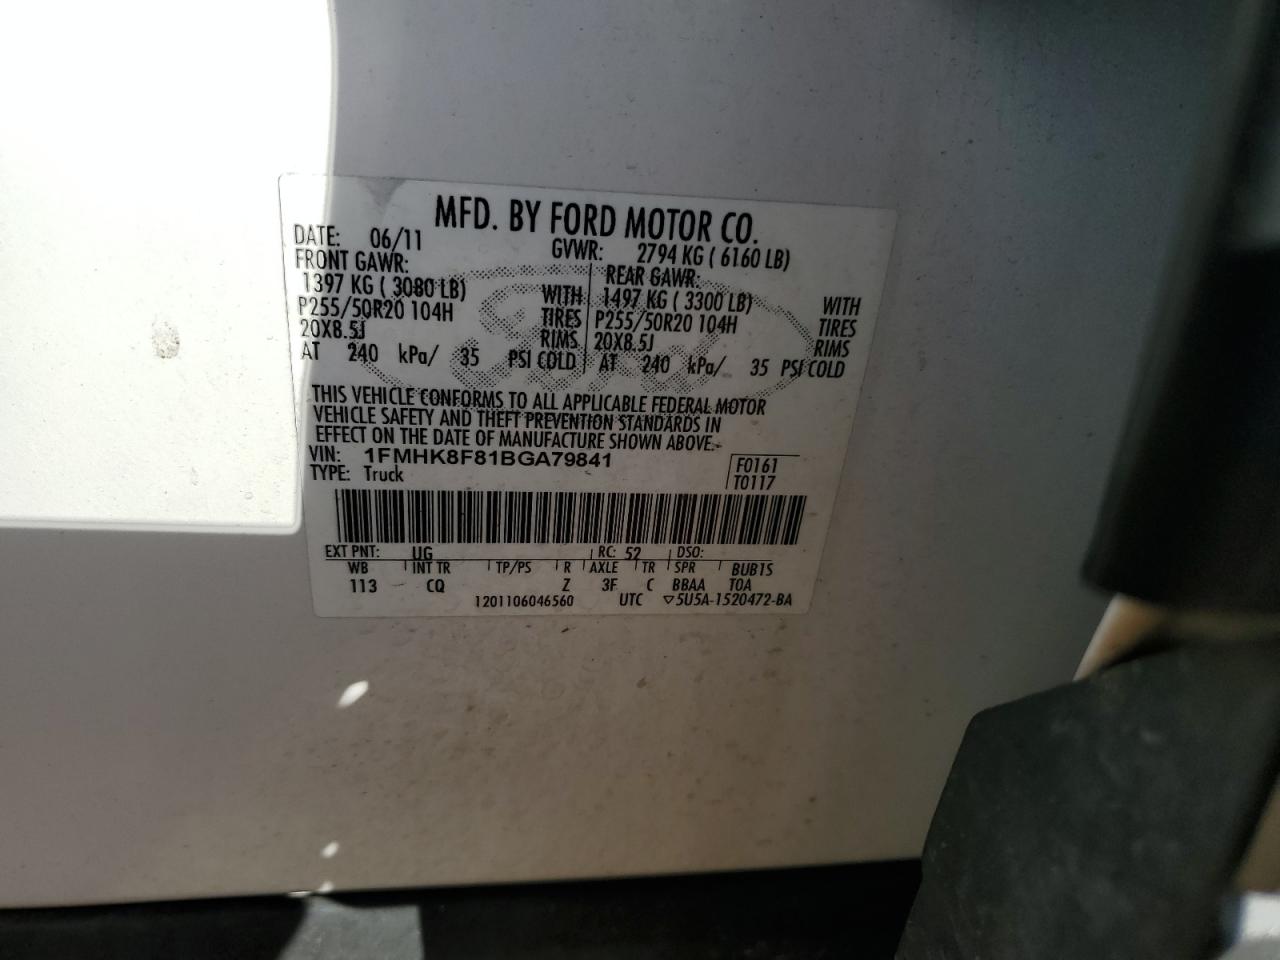 MFD. BY FORD MOTOR CO.
DATE: 06/11 GVWR: 2794 KG ( 6160 LB)
FRONT GAWR: REAR GAWR:
1397 KG ( 3080 LB) WITH 1497 KG ( 3300 LB) WITH
P255/50R20 104H TIRES P255/50R20 104H TIRES
20X8.5J RIMS 20X8.5J RIMS
AT 240 kPa/ 35 PSI COLD AT 240 kPa/ 35 PSI COLD
THIS VEHICLE CONFORMS TO ALL APPLICABLE FEDERAL MOTOR
VEHICLE SAFETY AND THEFT PREVENTION STANDARDS IN
EFFECT ON THE DATE OF MANUFACTURE SHOWN ABOVE.
VIN: 1FMHK8F81BGA79841 F0161
TYPE: Truck T0117
EXT PNT: UG RC: 52 DSO:
WB INT TR TP/PS R AXLE TR SPR BUB1S
113 CQ Z 3F C BBAA TOA
1201106046560 UTC ▽5U5A-1520472-BA